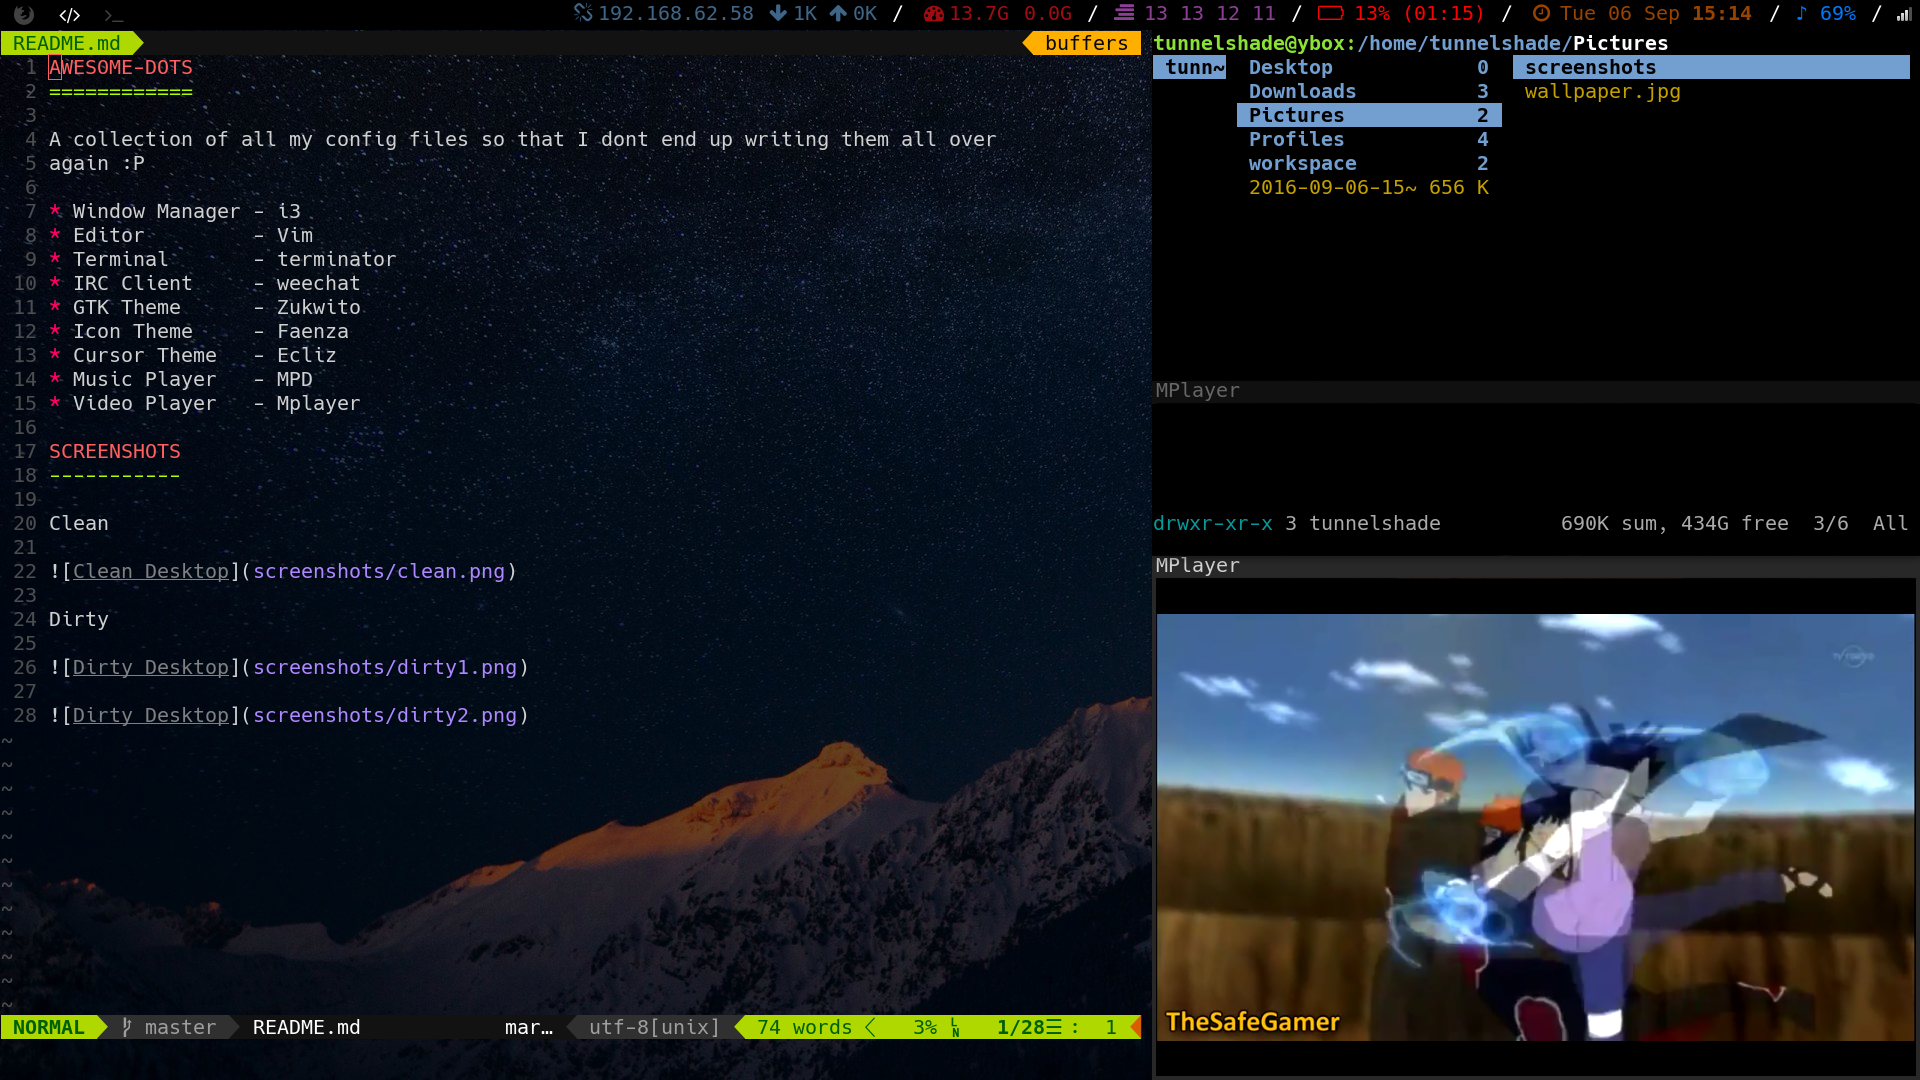 </> >_ 192.168.62.58 1K 0K / 13.7G 0.0G / 13 13 12 11 / 13% (01:15) / Tue 06 Sep 15:14 / ♪ 69% /
README.md buffers
1 AWESOME-DOTS
2 ============
3
4 A collection of all my config files so that I dont end up writing them all over
5 again :P
6
7 * Window Manager - i3
8 * Editor - Vim
9 * Terminal - terminator
10 * IRC Client - weechat
11 * GTK Theme - Zukwito
12 * Icon Theme - Faenza
13 * Cursor Theme - Ecliz
14 * Music Player - MPD
15 * Video Player - Mplayer
16
17 SCREENSHOTS
18 -----------
19
20 Clean
21
22 ![Clean Desktop](screenshots/clean.png)
23
24 Dirty
25
26 ![Dirty Desktop](screenshots/dirty1.png)
27
28 ![Dirty Desktop](screenshots/dirty2.png)
~
~
~
~
~
~
~
~
~
~
~
~
NORMAL master README.md mar… utf-8[unix] 74 words 3% LN 1/28☰ : 1
tunnelshade@ybox:/home/tunnelshade/Pictures
tunn~ Desktop 0 screenshots
Downloads 3 wallpaper.jpg
Pictures 2
Profiles 4
workspace 2
2016-09-06-15~ 656 K
MPlayer
drwxr-xr-x 3 tunnelshade 690K sum, 434G free 3/6 All
MPlayer
TheSafeGamer